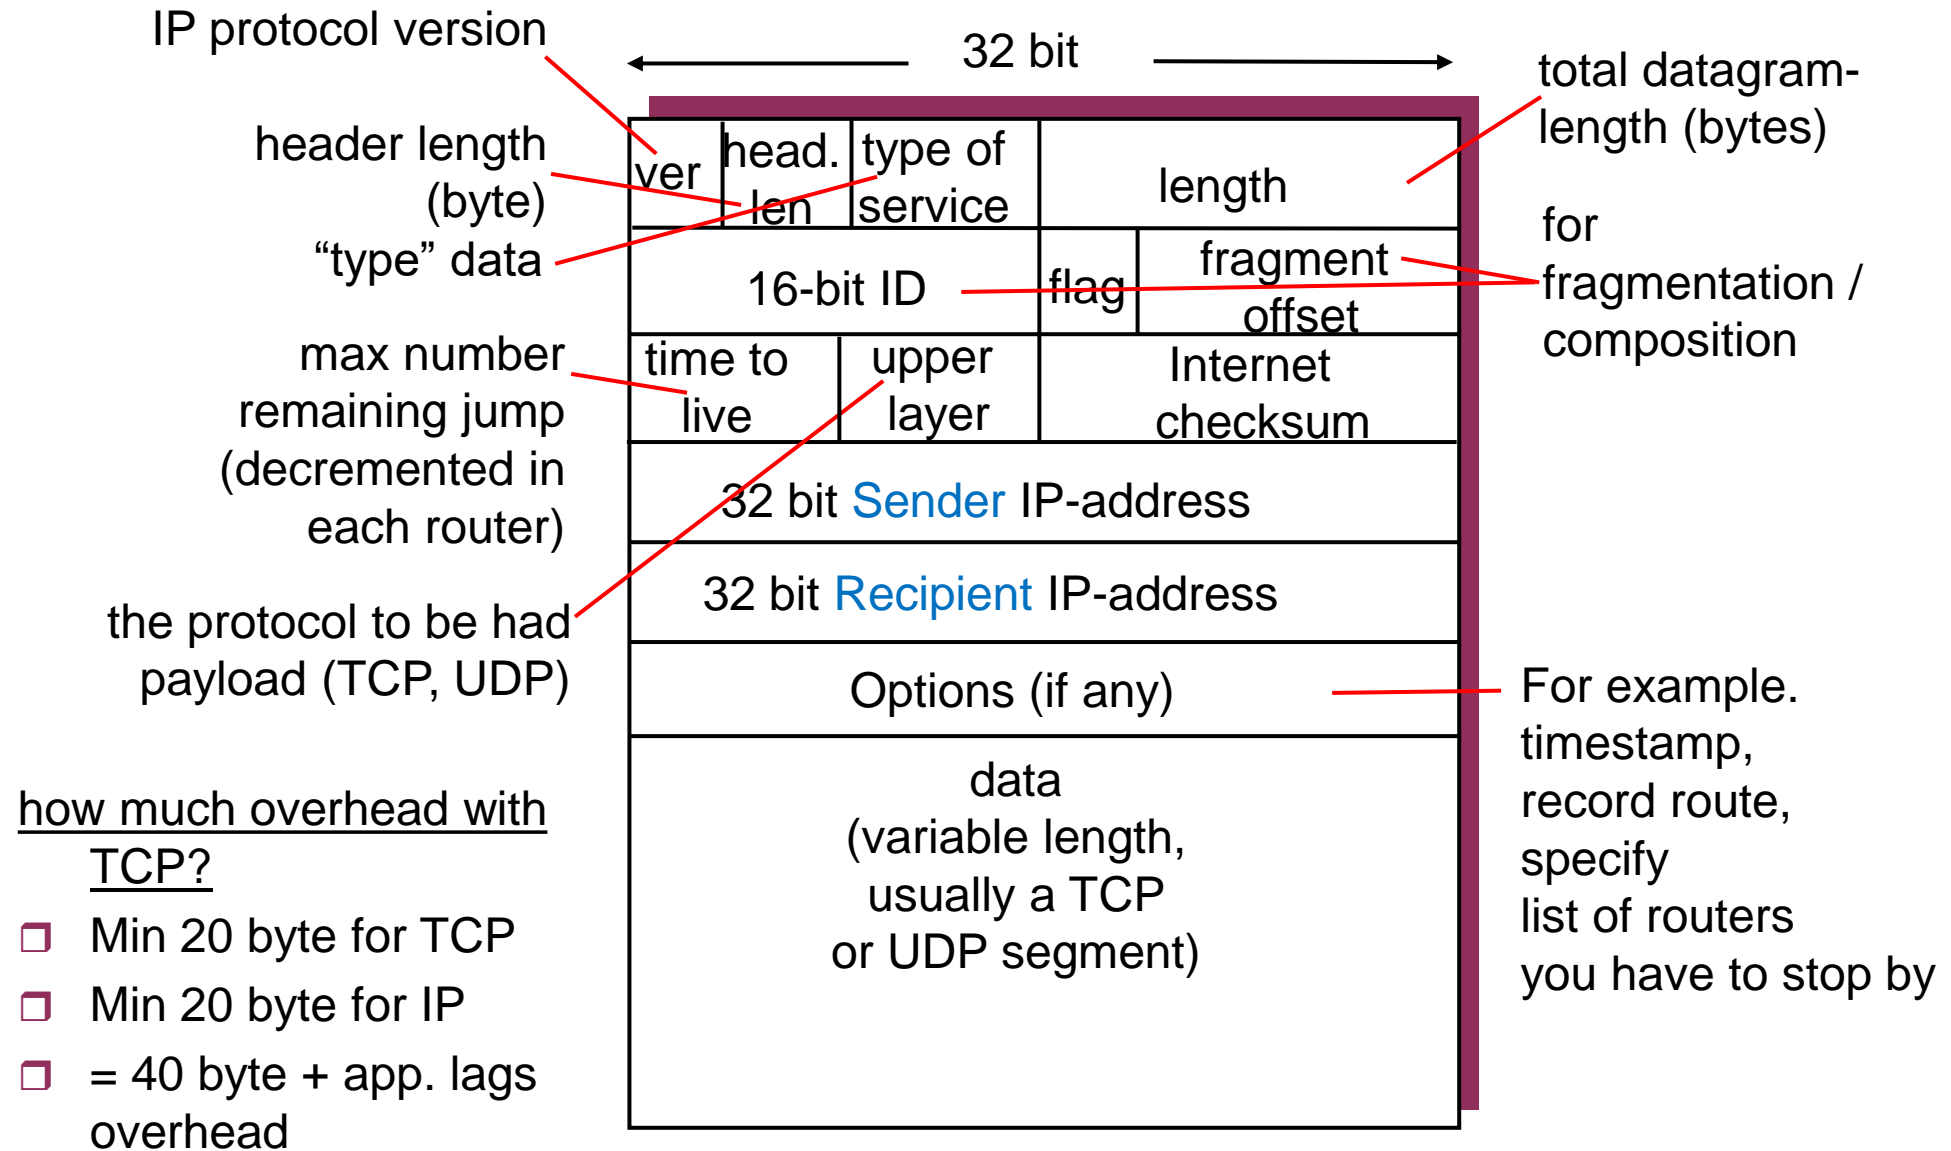 IP protocol version
32 bit
total datagram-
length (bytes)
header length
(byte)
"type" data
ver
head.
len
type of
service
length
for
fragmentation /
composition
16-bit ID
flag
fragment
offset
max number
remaining jump
(decremented in
each router)
time to
live
upper
layer
Internet
checksum
32 bit Sender IP-address
32 bit Recipient IP-address
the protocol to be had
payload (TCP, UDP)
Options (if any)
For example.
timestamp,
record route,
specify
list of routers
you have to stop by
data
(variable length,
usually a TCP
or UDP segment)
how much overhead with
TCP?
Min 20 byte for TCP
Min 20 byte for IP
= 40 byte + app. lags
overhead